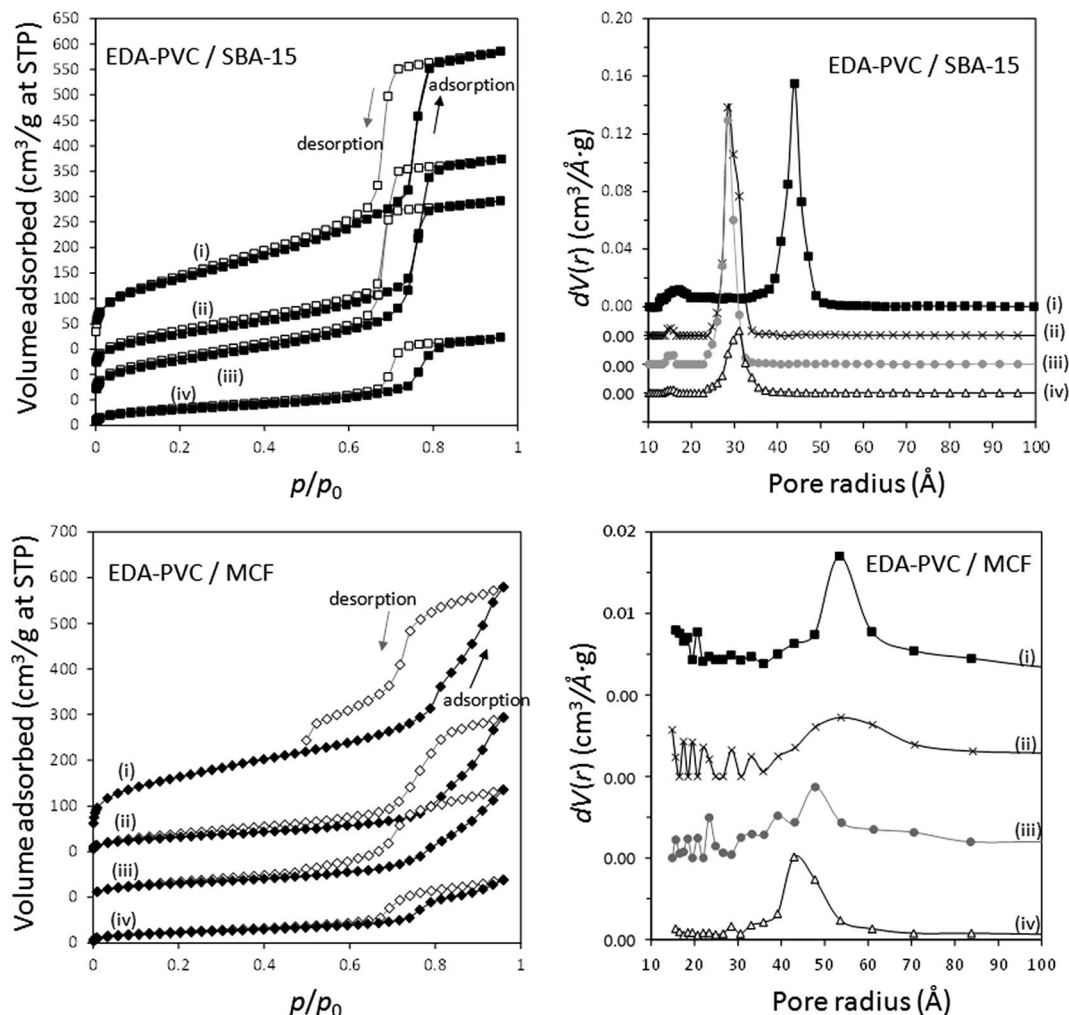 Volume adsorbed (cm³/g at STP)
650
600
550
500
450
400
350
300
250
200
150
100
50
0
0
0
0
EDA-PVC / SBA-15
adsorption
desorption
(i)
(ii)
(iii)
(iv)
0 0.2 0.4 0.6 0.8 1
p/p₀
dV(r) (cm³/Å·g)
0.20
0.16
0.12
0.08
0.04
0.00
0.00
0.00
0.00
EDA-PVC / SBA-15
(i)
(ii)
(iii)
(iv)
10 20 30 40 50 60 70 80 90 100
Pore radius (Å)
Volume adsorbed (cm³/g at STP)
700
600
500
400
300
200
100
0
0
0
EDA-PVC / MCF
desorption
adsorption
(i)
(ii)
(iii)
(iv)
0 0.2 0.4 0.6 0.8 1
p/p₀
dV(r) (cm³/Å·g)
0.02
0.01
0.00
0.00
0.00
0.00
EDA-PVC / MCF
(i)
(ii)
(iii)
(iv)
10 20 30 40 50 60 70 80 90 100
Pore radius (Å)